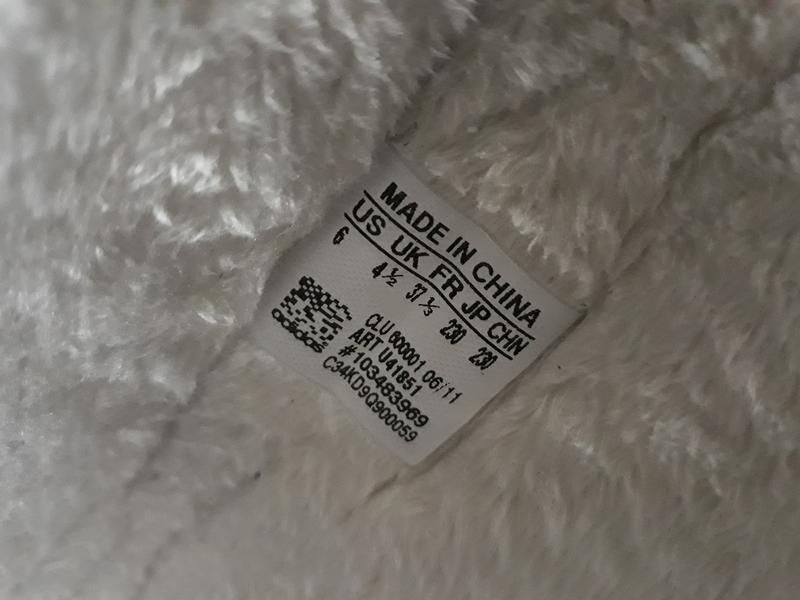 MADE IN CHINA
US UK FR JP CHN
6 4½ 37⅓ 230 230
adidas
CLU 600001 06/11
ART U41851
#103483969
C34KD9Q900059